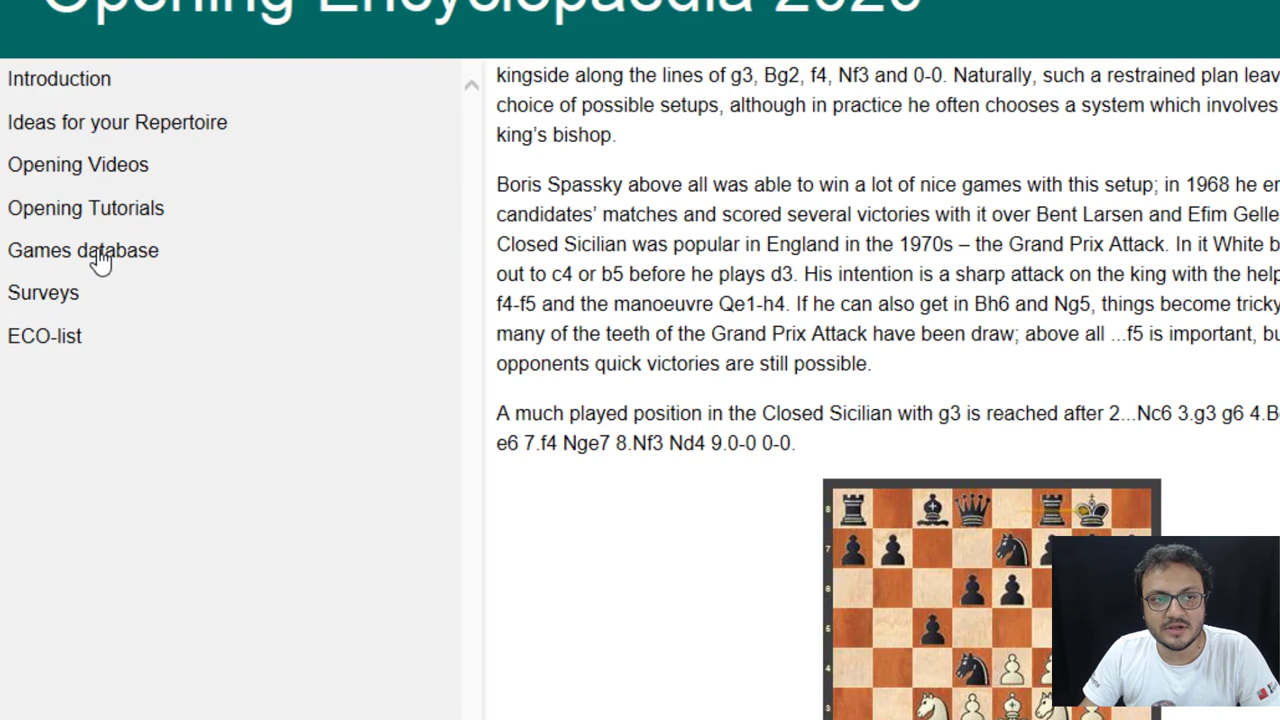 Opening Encyclopaedia 2020
Introduction
Ideas for your Repertoire
Opening Videos
Opening Tutorials
Games database
Surveys
ECO-list
kingside along the lines of g3, Bg2, f4, Nf3 and 0-0. Naturally, such a restrained plan
choice of possible setups, although in practice he often chooses a system which involves
king's bishop.
Boris Spassky above all was able to win a lot of nice games with this setup; in 1968 he
candidates' matches and scored several victories with it over Bent Larsen and Efim
Closed Sicilian was popular in England in the 1970s – the Grand Prix Attack. In it White
out to c4 or b5 before he plays d3. His intention is a sharp attack on the king with the help
f4-f5 and the manoeuvre Qe1-h4. If he can also get in Bh6 and Ng5, things become tricky
many of the teeth of the Grand Prix Attack have been draw; above all ...f5 is important,
opponents quick victories are still possible.
A much played position in the Closed Sicilian with g3 is reached after 2...Nc6 3.g3 g6
e6 7.f4 Nge7 8.Nf3 Nd4 9.0-0 0-0.
8
7
6
5
4
3